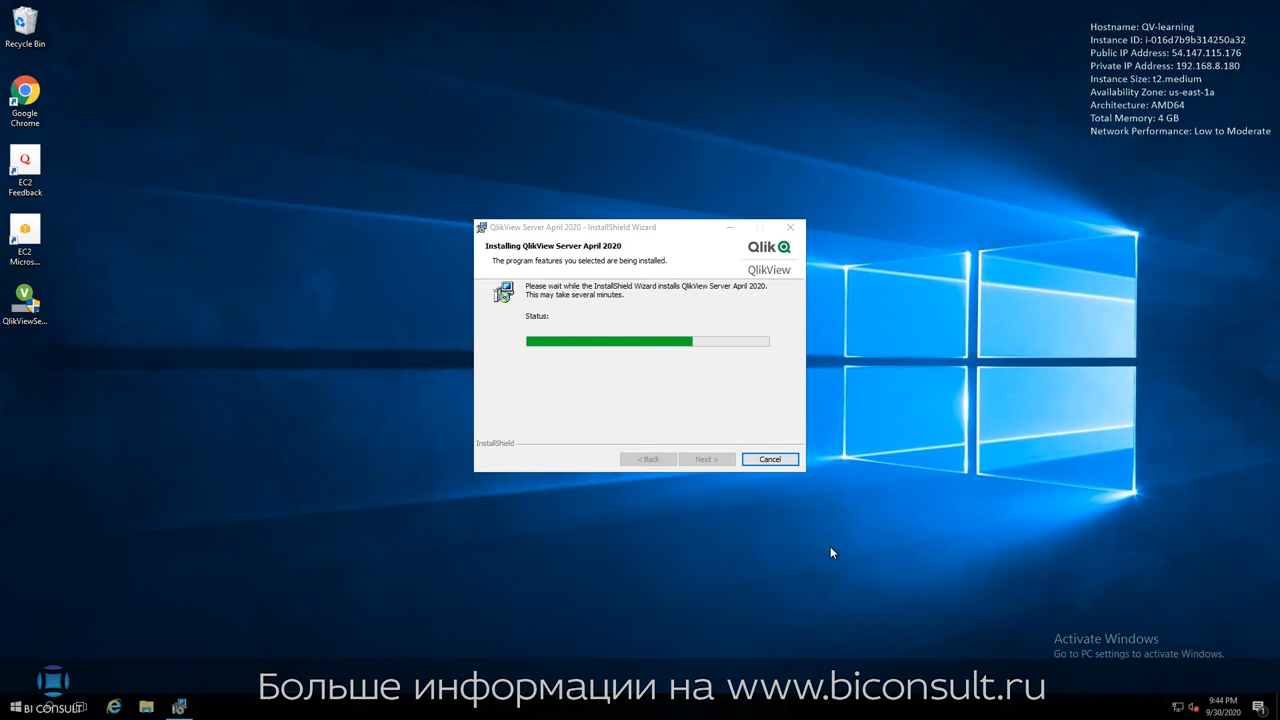 Recycle Bin
Google
Chrome
EC2
Feedback
EC2
Micros...
QlikViewSe...
Hostname: QV-learning
Instance ID: i-016d7b9b314250a32
Public IP Address: 54.147.115.176
Private IP Address: 192.168.8.180
Instance Size: t2.medium
Availability Zone: us-east-1a
Architecture: AMD64
Total Memory: 4 GB
Network Performance: Low to Moderate
QlikView Server April 2020 - InstallShield Wizard
Installing QlikView Server April 2020
The program features you selected are being installed.
Qlik
QlikView
Please wait while the InstallShield Wizard installs QlikView Server April 2020.
This may take several minutes.
Status:
InstallShield
< Back
Next >
Cancel
Activate Windows
Go to PC settings to activate Windows.
Больше информации на www.biconsult.ru
BI CONSULT
9:44 PM
9/30/2020